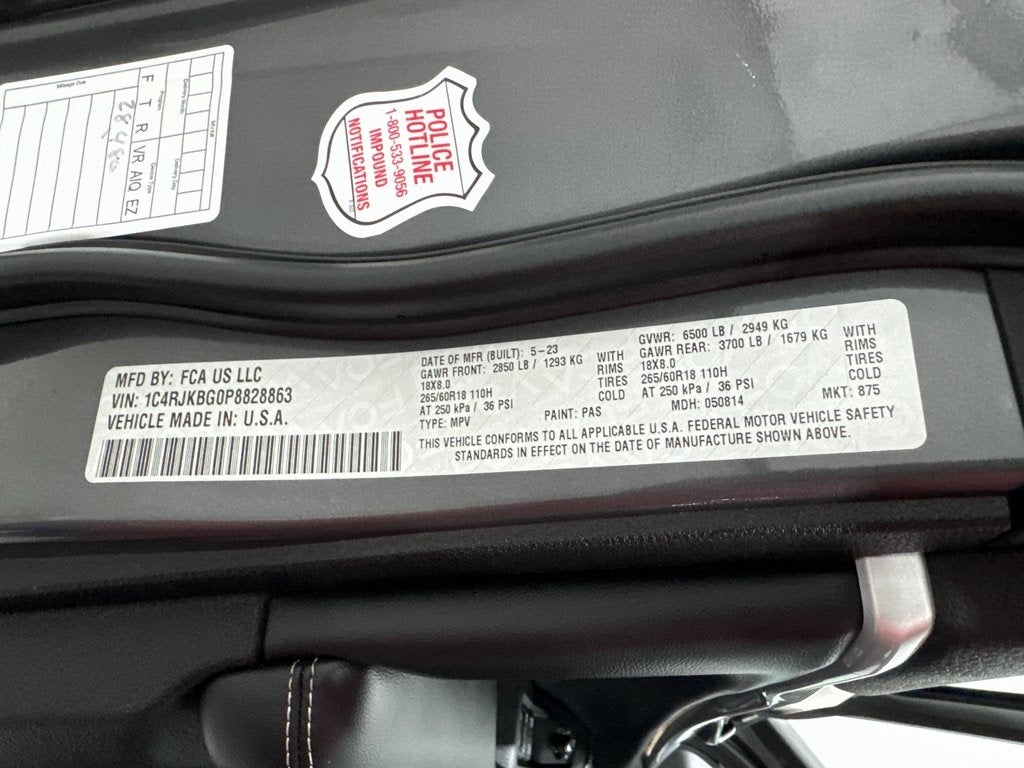 Mileage Due
F T R VR AIQ EZ
Program
Service Type
POLICE
HOTLINE
1-800-533-9056
IMPOUND
NOTIFICATIONS
MFD BY: FCA US LLC
VIN: 1C4RJKBG0P8828863
VEHICLE MADE IN: U.S.A.
DATE OF MFR (BUILT): 5-23
GAWR FRONT: 2850 LB / 1293 KG WITH
18X8.0 RIMS
265/60R18 110H TIRES
AT 250 kPa / 36 PSI COLD
TYPE: MPV
PAINT: PAS
GVWR: 6500 LB / 2949 KG
GAWR REAR: 3700 LB / 1679 KG WITH
18X8.0 RIMS
265/60R18 110H TIRES
AT 250 kPa / 36 PSI COLD
MDH: 050814
MKT: 875
THIS VEHICLE CONFORMS TO ALL APPLICABLE U.S.A. FEDERAL MOTOR VEHICLE SAFETY
STANDARDS IN EFFECT ON THE DATE OF MANUFACTURE SHOWN ABOVE.